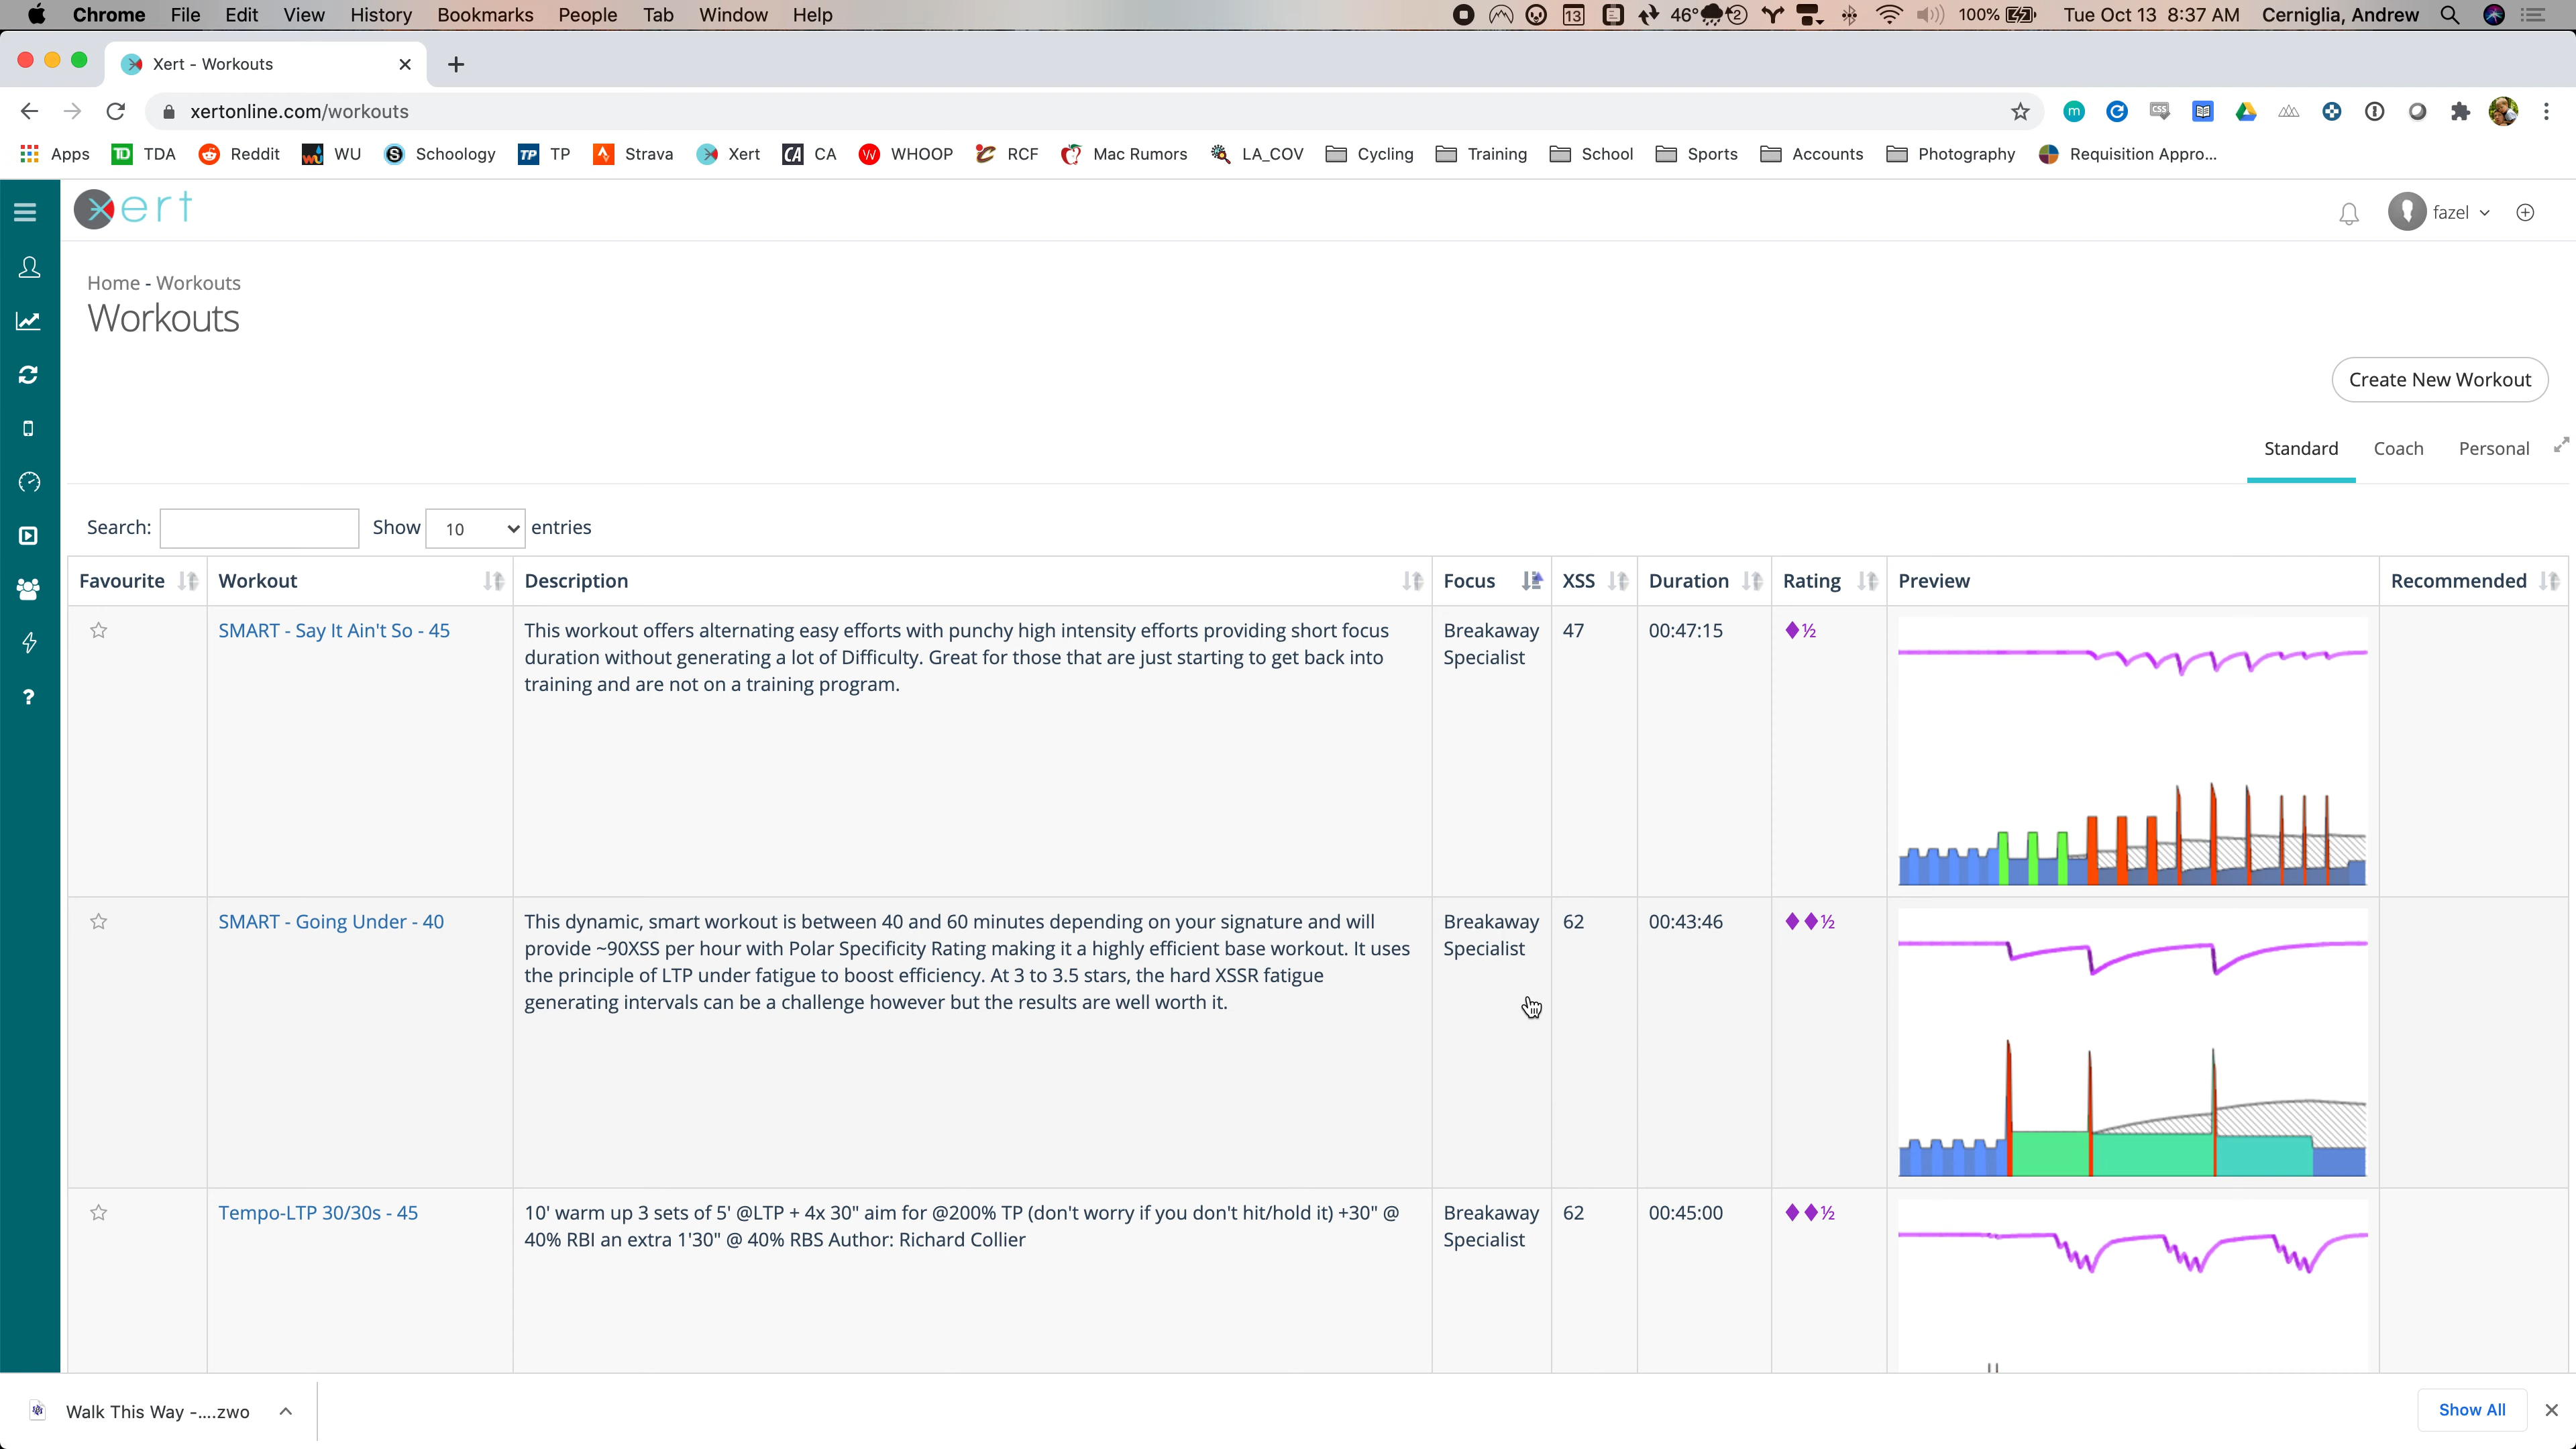 Chrome File Edit View History Bookmarks People Tab Window Help 13 46° 2 100% Tue Oct 13 8:37 AM Cerniglia, Andrew
Xert - Workouts
xertonline.com/workouts
Apps TDA Reddit WU Schoology TP Strava Xert CA WHOOP RCF Mac Rumors LA_COV Cycling Training School Sports Accounts Photography Requisition Appro...
xert
fazel
Home - Workouts
Workouts
Create New Workout
Standard Coach Personal
Search: Show 10 entries
Favourite Workout Description Focus XSS Duration Rating Preview Recommended
SMART - Say It Ain't So - 45
This workout offers alternating easy efforts with punchy high intensity efforts providing short focus
duration without generating a lot of Difficulty. Great for those that are just starting to get back into
training and are not on a training program.
Breakaway
Specialist
47
00:47:15
½
SMART - Going Under - 40
This dynamic, smart workout is between 40 and 60 minutes depending on your signature and will
provide ~90XSS per hour with Polar Specificity Rating making it a highly efficient base workout. It uses
the principle of LTP under fatigue to boost efficiency. At 3 to 3.5 stars, the hard XSSR fatigue
generating intervals can be a challenge however but the results are well worth it.
Breakaway
Specialist
62
00:43:46
½
Tempo-LTP 30/30s - 45
10' warm up 3 sets of 5' @LTP + 4x 30" aim for @200% TP (don't worry if you don't hit/hold it) +30" @
40% RBI an extra 1'30" @ 40% RBS Author: Richard Collier
Breakaway
Specialist
62
00:45:00
½
Walk This Way -....zwo
Show All